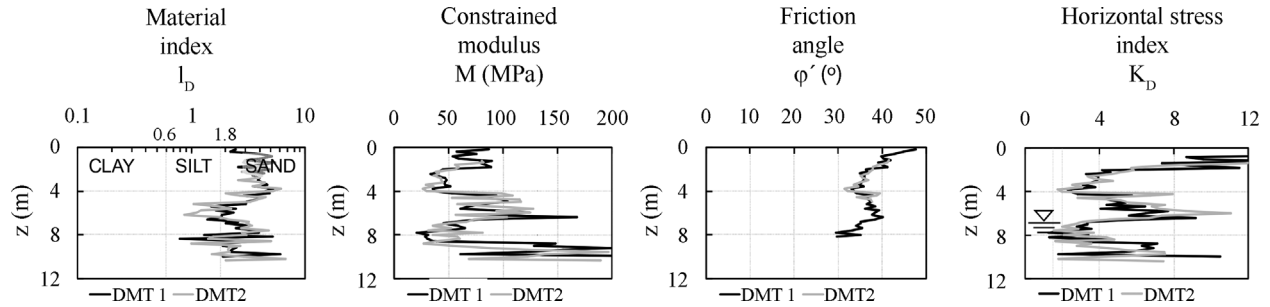 Material
index
I_D
0.1 1 10
0.6 1.8
CLAY SILT SAND
0
4
8
12
z (m)
DMT 1 DMT2
Constrained
modulus
M (MPa)
0 50 100 150 200
0
4
8
12
z (m)
DMT 1 DMT2
Friction
angle
φ´ (º)
0 10 20 30 40 50
0
4
8
12
z (m)
DMT 1 DMT2
Horizontal stress
index
K_D
0 4 8 12
0
4
8
12
z (m)
DMT 1 DMT2